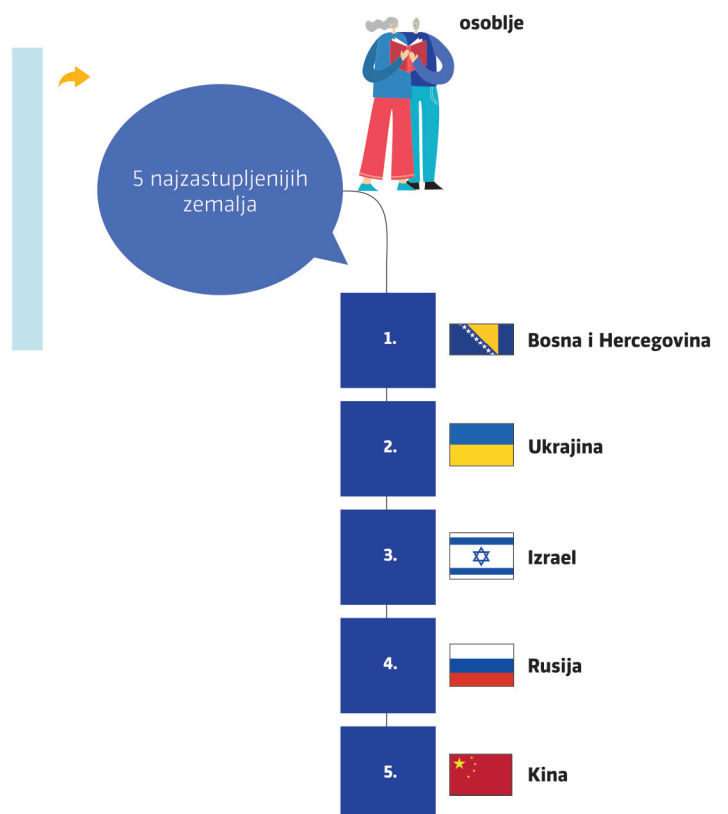 osoblje
5 najzastupljenijih
zemalja
1.
Bosna i Hercegovina
2.
Ukrajina
3.
Izrael
4.
Rusija
5.
Kina